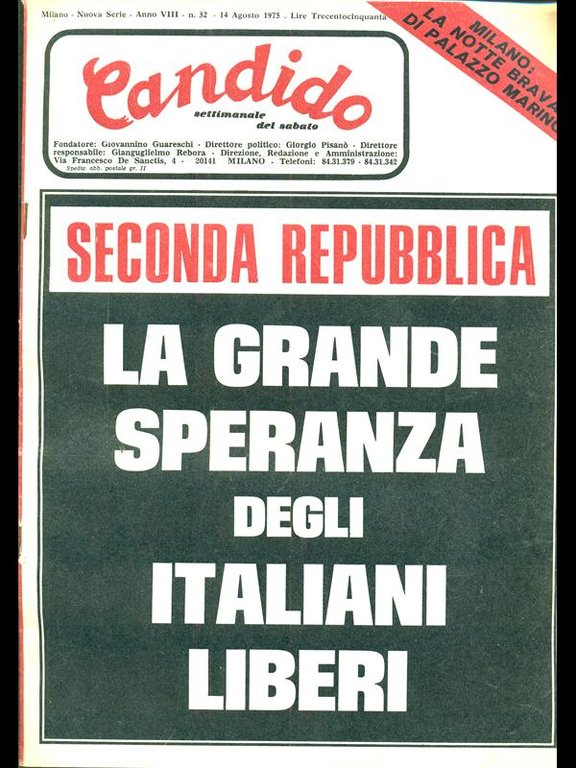 Milano - Nuova Serie - Anno VIII - n. 32 - 14 Agosto 1975 . Lire Trecentocinquanta
MILANO:
LA NOTTE BRAVA
DI PALAZZO MARINO
Candido
settimanale
del sabato
Fondatore: Giovannino Guareschi - Direttore politico: Giorgio Pisanò - Direttore
responsabile: Gianguglielmo Rebora - Direzione, Redazione e Amministrazione:
Via Francesco De Sanctis, 4 - 20141 MILANO - Telefoni: 84.31.379 - 84.31.342
Spediz. abb. postale gr. II
SECONDA REPUBBLICA
LA GRANDE
SPERANZA
DEGLI
ITALIANI
LIBERI